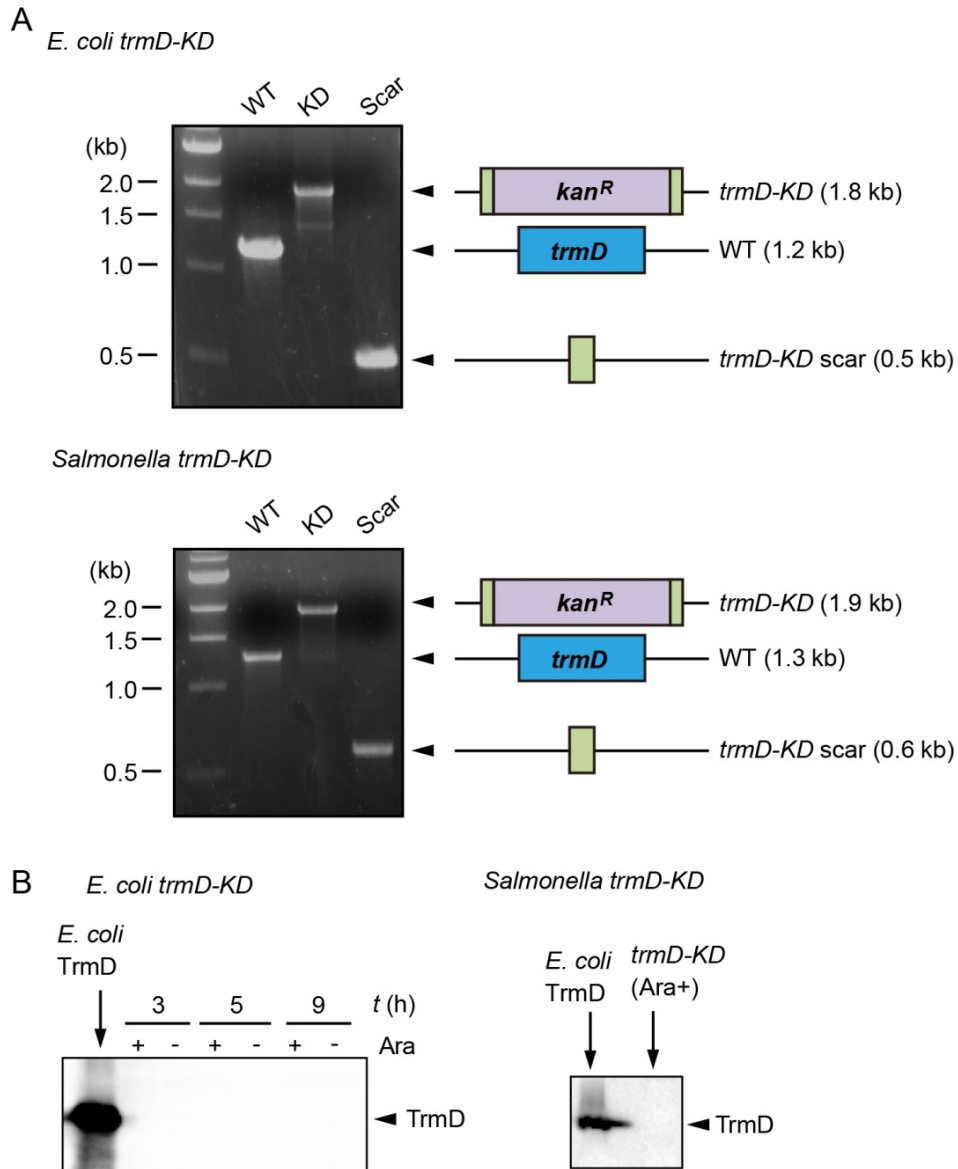 A
E. coli trmD-KD
WT KD Scar
(kb)
2.0
1.5
1.0
0.5
kanR
trmD-KD (1.8 kb)
trmD
WT (1.2 kb)
trmD-KD scar (0.5 kb)
Salmonella trmD-KD
WT KD Scar
(kb)
2.0
1.5
1.0
0.5
kanR
trmD-KD (1.9 kb)
trmD
WT (1.3 kb)
trmD-KD scar (0.6 kb)
B
E. coli trmD-KD
E. coli
TrmD
3 5 9 t (h)
+ - + - + - Ara
TrmD
Salmonella trmD-KD
E. coli
TrmD
trmD-KD
(Ara+)
TrmD